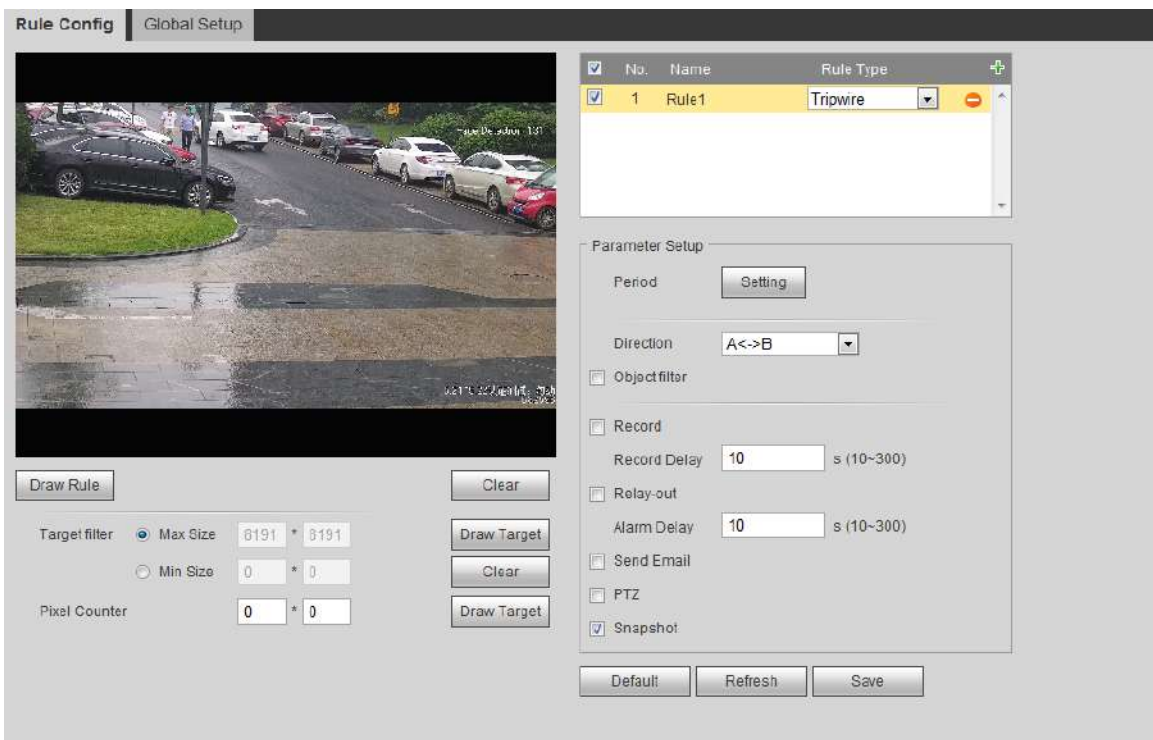 Rule Config Global Setup
No. Name Rule Type
1 Rule1 Tripwire
Parameter Setup
Period Setting
Direction A<->B
Object filter
Record
Record Delay 10 s (10~300)
Relay-out
Alarm Delay 10 s (10~300)
Send Email
PTZ
Snapshot
Default Refresh Save
Draw Rule Clear
Target filter Max Size 8191 * 8191 Draw Target
Min Size 0 * 0 Clear
Pixel Counter 0 * 0 Draw Target